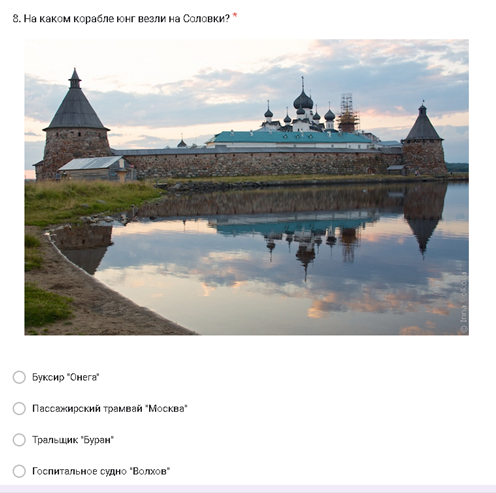 8. На каком корабле юнг везли на Соловки? *
Буксир "Онега"
Пассажирский трамвай "Москва"
Тральщик "Буран"
Госпитальное судно "Волхов"